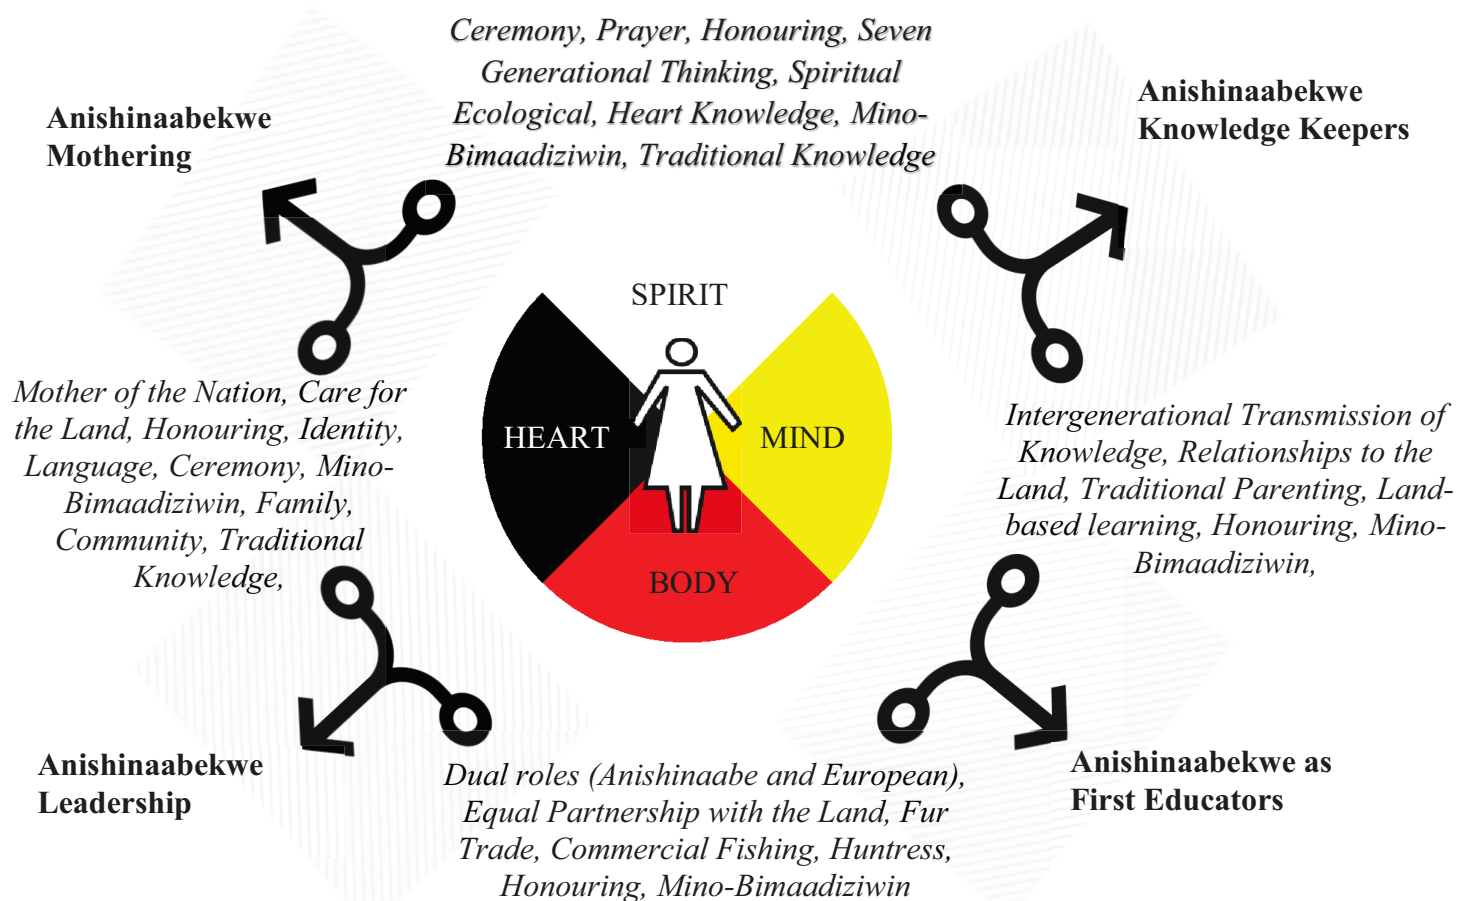 Ceremony, Prayer, Honouring, Seven
Generational Thinking, Spiritual
Ecological, Heart Knowledge, Mino-
Bimaadiziwin, Traditional Knowledge
Anishinaabekwe
Mothering
Anishinaabekwe
Knowledge Keepers
SPIRIT
HEART
MIND
BODY
Mother of the Nation, Care for
the Land, Honouring, Identity,
Language, Ceremony, Mino-
Bimaadiziwin, Family,
Community, Traditional
Knowledge,
Intergenerational Transmission of
Knowledge, Relationships to the
Land, Traditional Parenting, Land-
based learning, Honouring, Mino-
Bimaadiziwin,
Anishinaabekwe
Leadership
Dual roles (Anishinaabe and European),
Equal Partnership with the Land, Fur
Trade, Commercial Fishing, Huntress,
Honouring, Mino-Bimaadiziwin
Anishinaabekwe as
First Educators